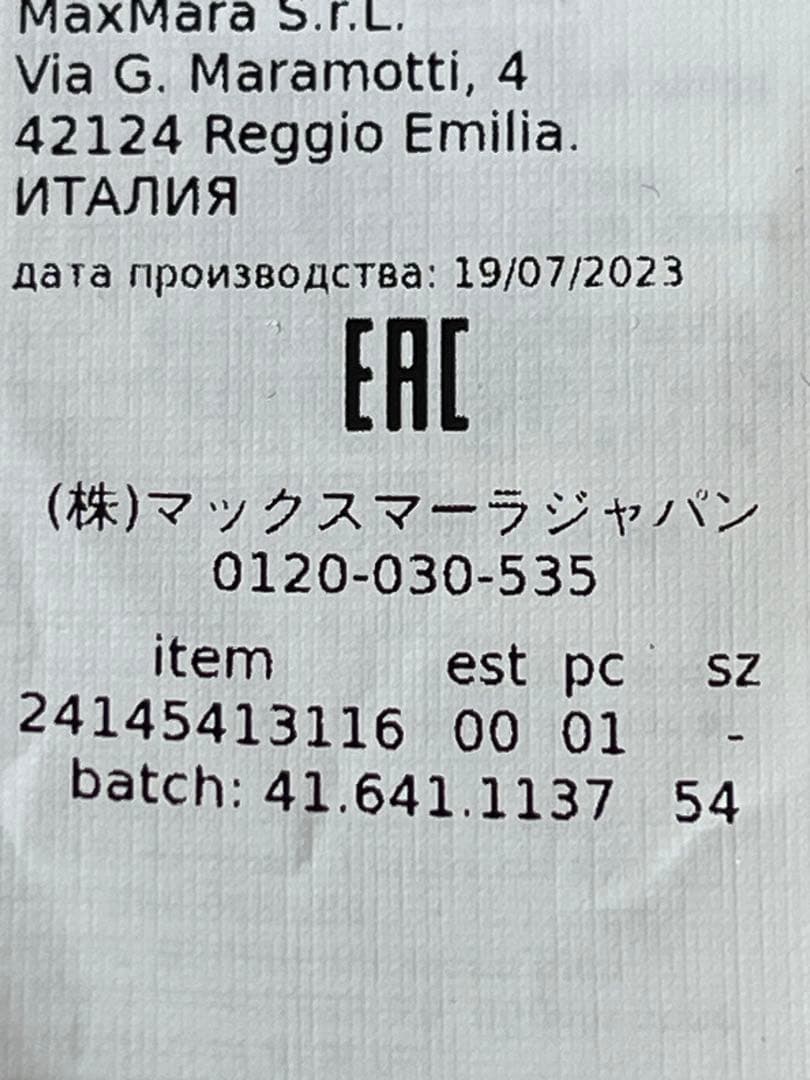 MaxMara S.r.L.
Via G. Maramotti, 4
42124 Reggio Emilia.
ИТАЛИЯ
дата производства: 19/07/2023
EAC
(株)マックスマーラジャパン
0120-030-535
item est pc sz
24145413116 00 01 -
batch: 41.641.1137 54